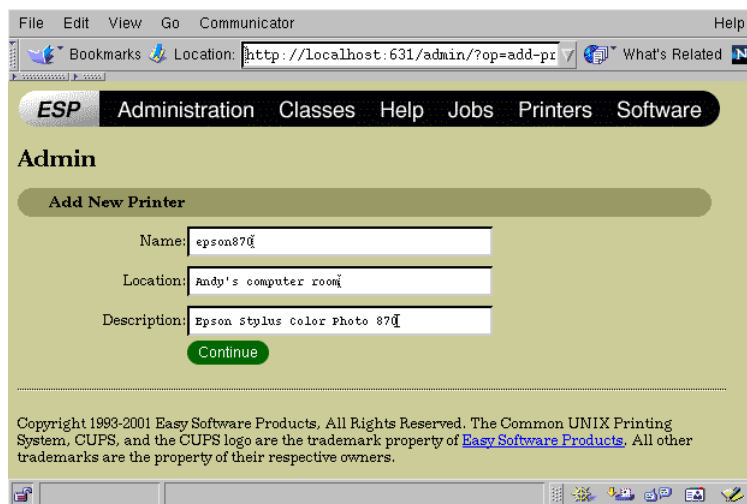 File Edit View Go Communicator Help
Bookmarks Location: http://localhost:631/admin/?op=add-pr What's Related N
ESP Administration Classes Help Jobs Printers Software
Admin
Add New Printer
Name: epson870
Location: Andy's computer room
Description: Epson Stylus Color Photo 870
Continue
Copyright 1993-2001 Easy Software Products, All Rights Reserved. The Common UNIX Printing
System, CUPS, and the CUPS logo are the trademark property of Easy Software Products. All other
trademarks are the property of their respective owners.